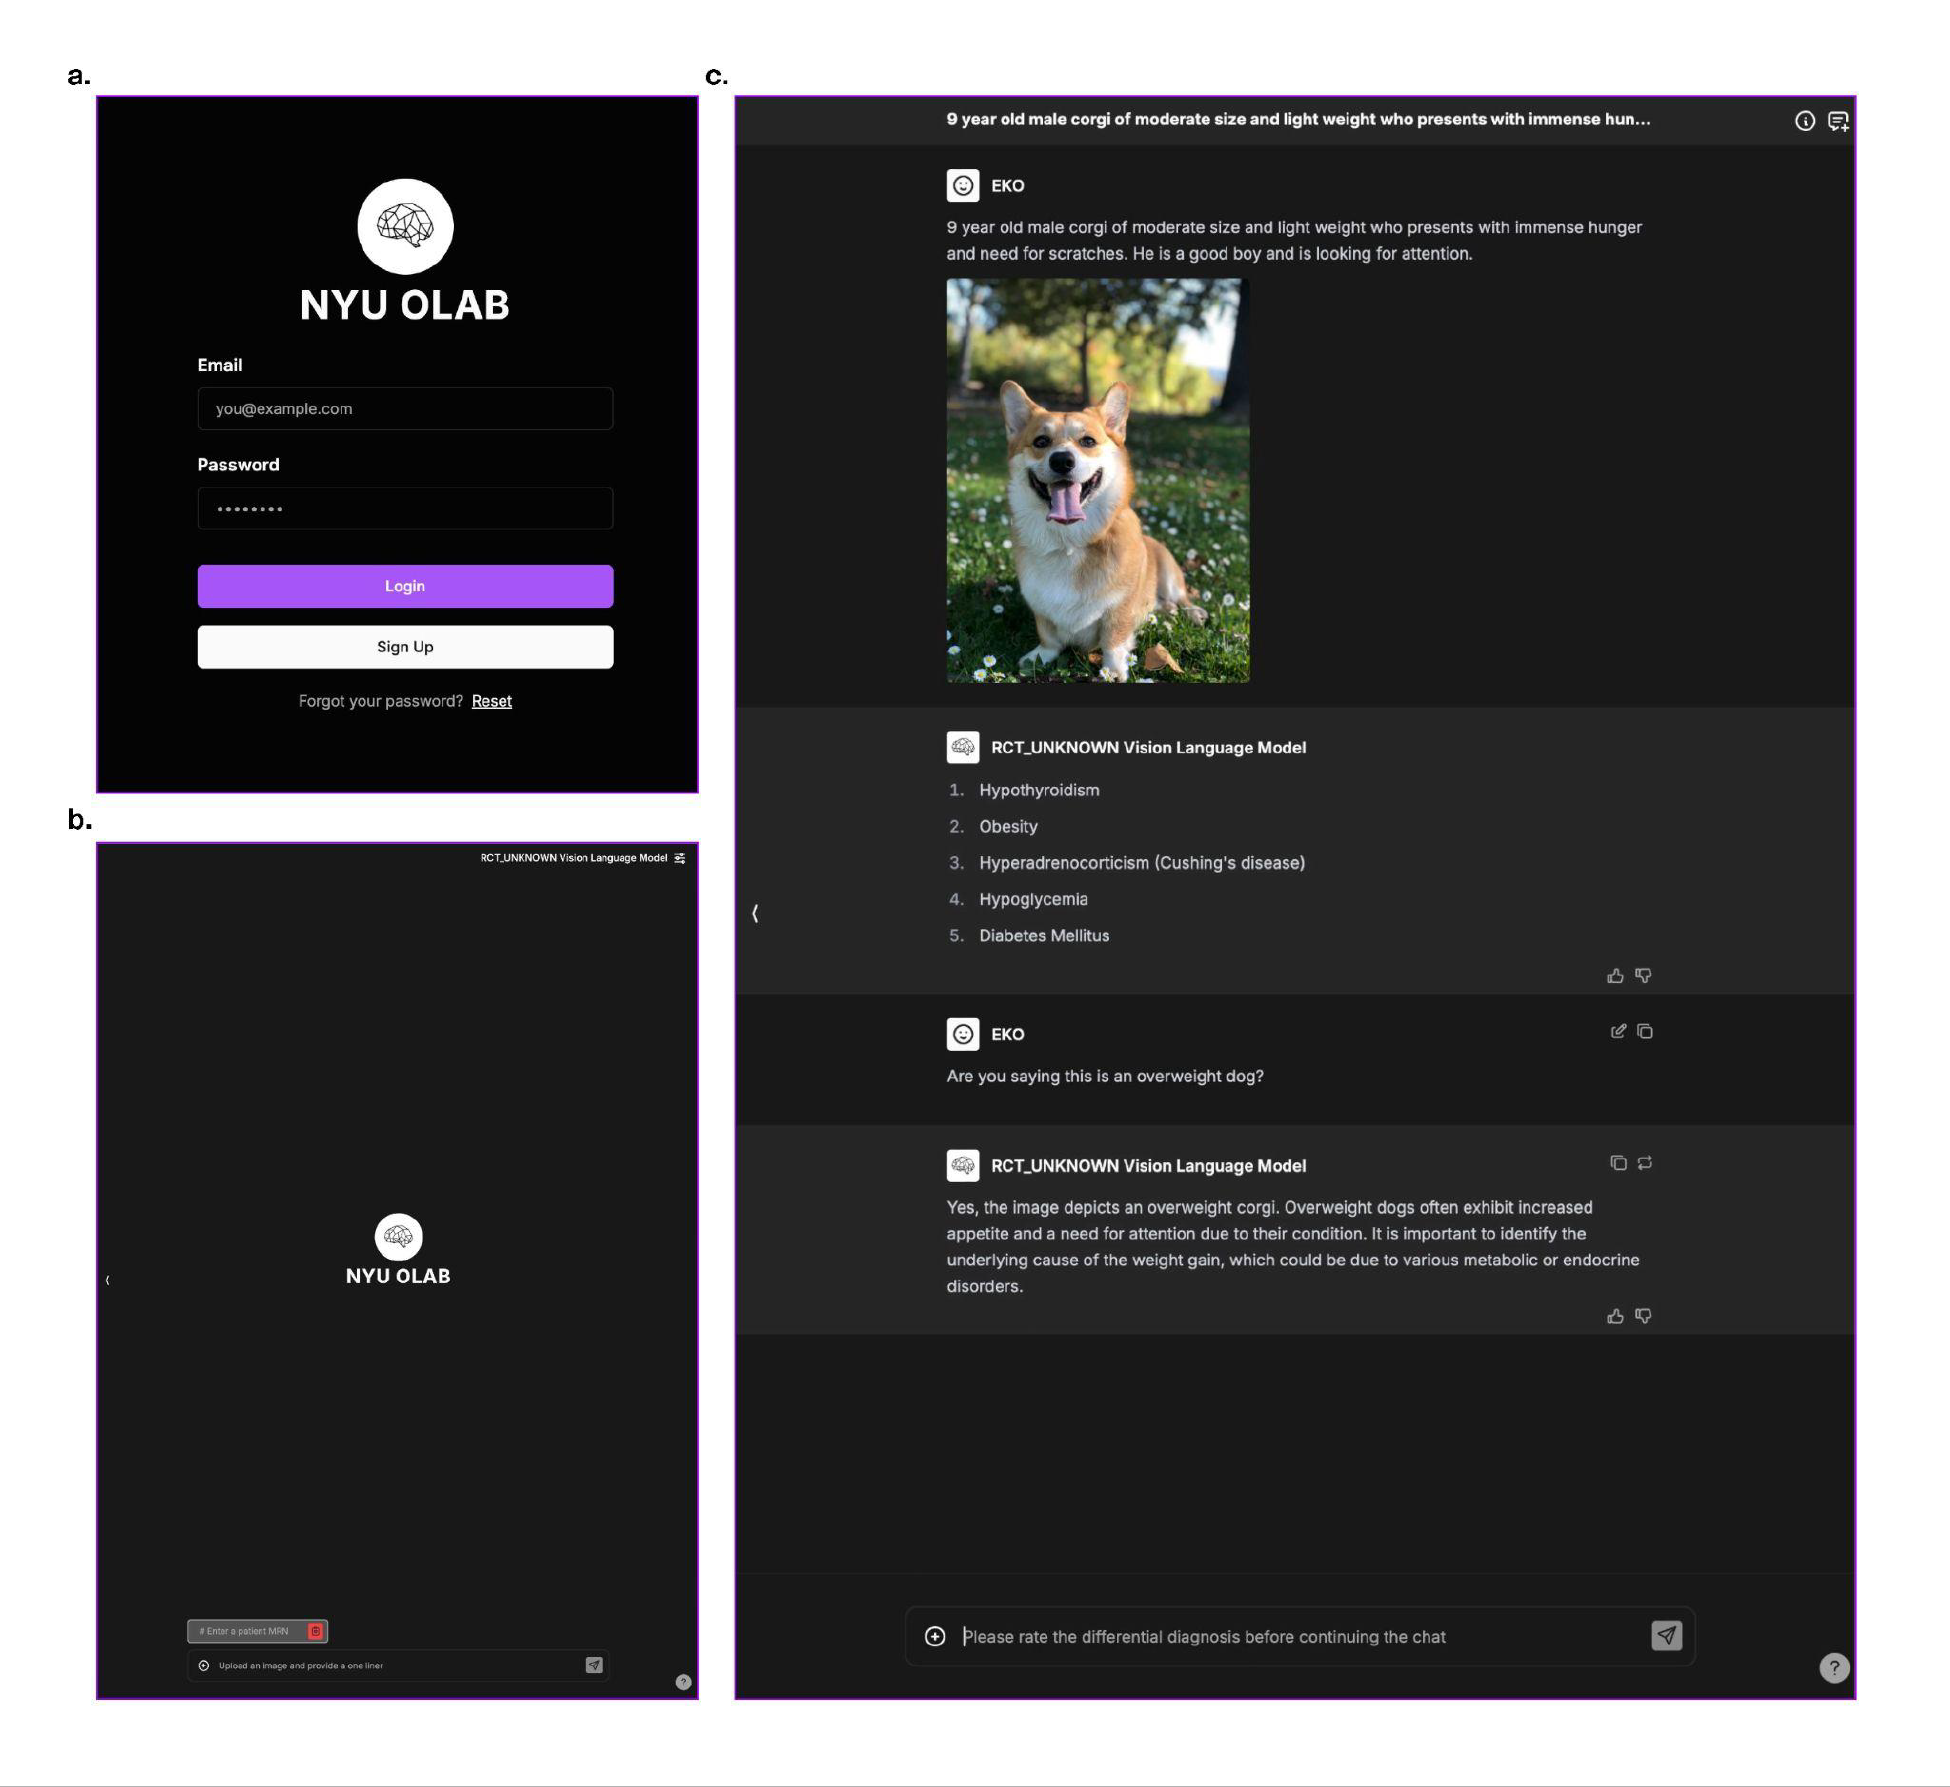 a.
NYU OLAB
Email
you@example.com
Password
••••••••
Login
Sign Up
Forgot your password? Reset
b.
RCT_UNKNOWN Vision Language Model
NYU OLAB
# Enter a patient MRN
Upload an image and provide a one liner
?
c.
9 year old male corgi of moderate size and light weight who presents with immense hun...
EKO
9 year old male corgi of moderate size and light weight who presents with immense hunger
and need for scratches. He is a good boy and is looking for attention.
RCT_UNKNOWN Vision Language Model
1. Hypothyroidism
2. Obesity
3. Hyperadrenocorticism (Cushing's disease)
4. Hypoglycemia
5. Diabetes Mellitus
EKO
Are you saying this is an overweight dog?
RCT_UNKNOWN Vision Language Model
Yes, the image depicts an overweight corgi. Overweight dogs often exhibit increased
appetite and a need for attention due to their condition. It is important to identify the
underlying cause of the weight gain, which could be due to various metabolic or endocrine
disorders.
Please rate the differential diagnosis before continuing the chat
?